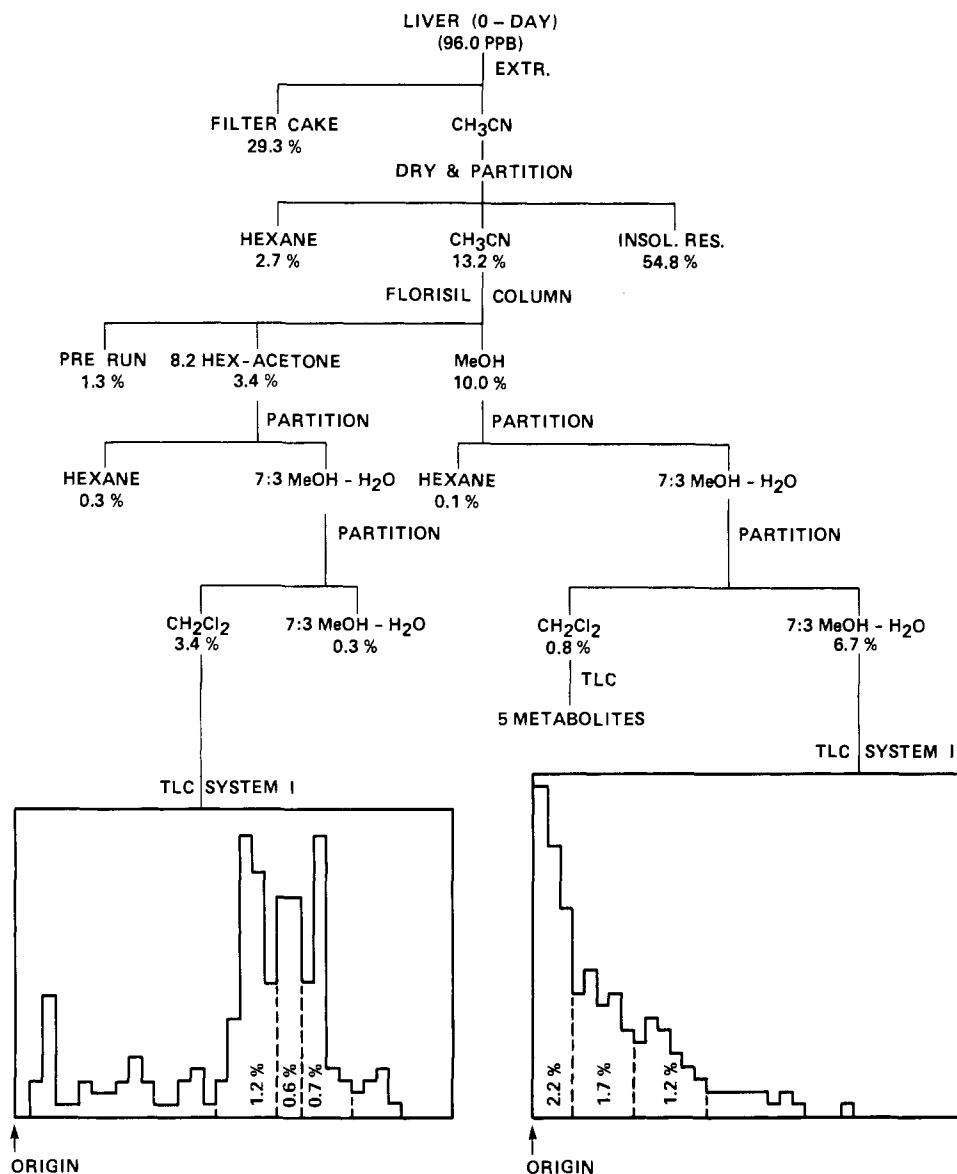 LIVER (0 - DAY)
(96.0 PPB)
EXTR.
FILTER CAKE
29.3 %
CH₃CN
DRY & PARTITION
HEXANE
2.7 %
CH₃CN
13.2 %
INSOL. RES.
54.8 %
FLORISIL COLUMN
PRE RUN
1.3 %
8.2 HEX-ACETONE
3.4 %
MeOH
10.0 %
PARTITION
PARTITION
HEXANE
0.3 %
7:3 MeOH - H₂O
HEXANE
0.1 %
7:3 MeOH - H₂O
PARTITION
PARTITION
CH₂Cl₂
3.4 %
7:3 MeOH - H₂O
0.3 %
CH₂Cl₂
0.8 %
7:3 MeOH - H₂O
6.7 %
TLC
5 METABOLITES
TLC SYSTEM I
TLC SYSTEM I
1.2 %
0.6 %
0.7 %
2.2 %
1.7 %
1.2 %
ORIGIN
ORIGIN